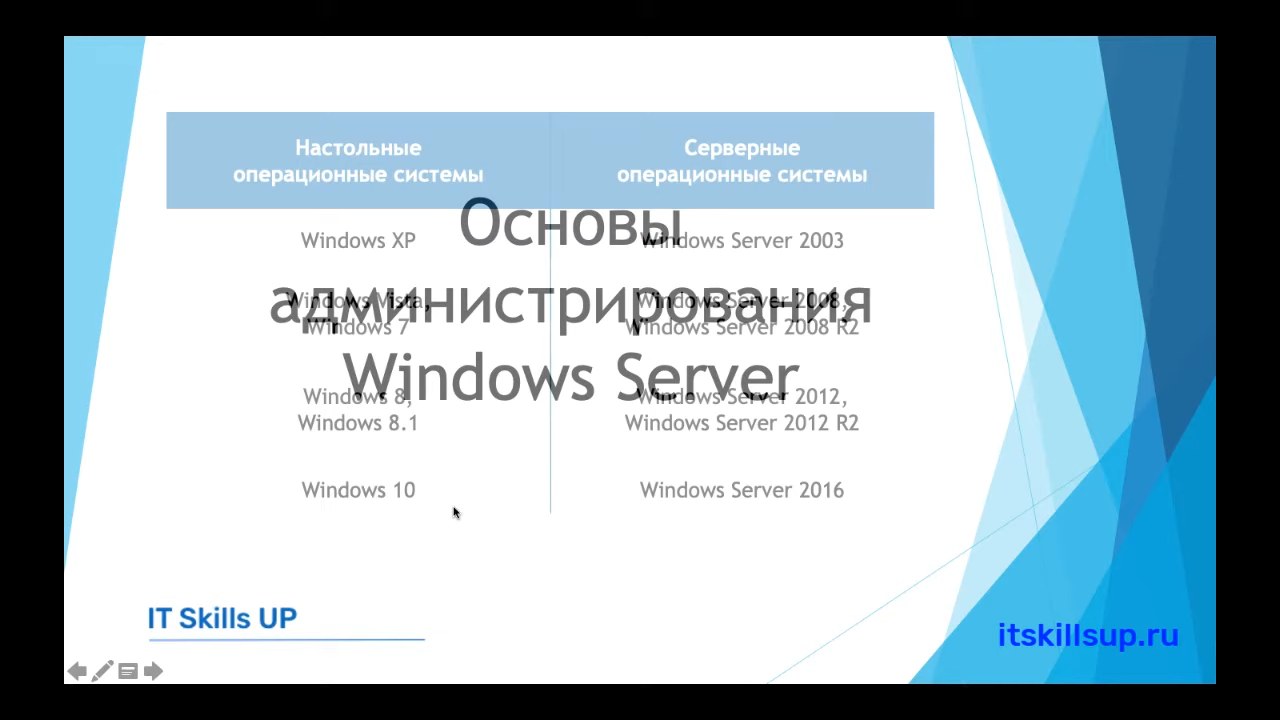 Настольные
операционные системы
Серверные
операционные системы
Основы
администрирования
Windows Server
Windows XP
Windows Server 2003
Windows Vista,
Windows 7
Windows Server 2008,
Windows Server 2008 R2
Windows 8,
Windows 8.1
Windows Server 2012,
Windows Server 2012 R2
Windows 10
Windows Server 2016
IT Skills UP
itskillsup.ru